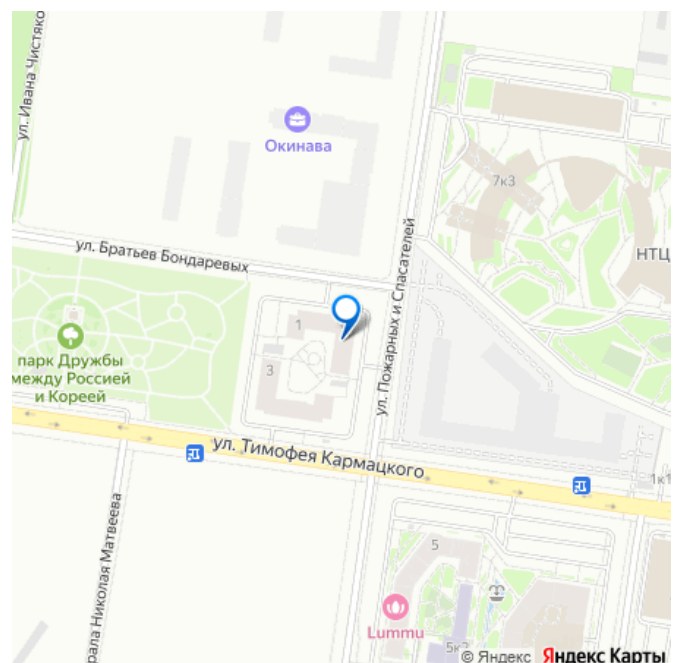 ул. Ивана Чистяко
Окинава
7к3
НТЦ
ул. Братьев Бондаревых
ул. Пожарных и Спасателей
1
3
парк Дружбы
между Россией
и Кореей
ул. Тимофея Кармацкого
1к1
рала Николая Матвеева
5
Lummu
5к2
© Яндекс Яндекс Карты